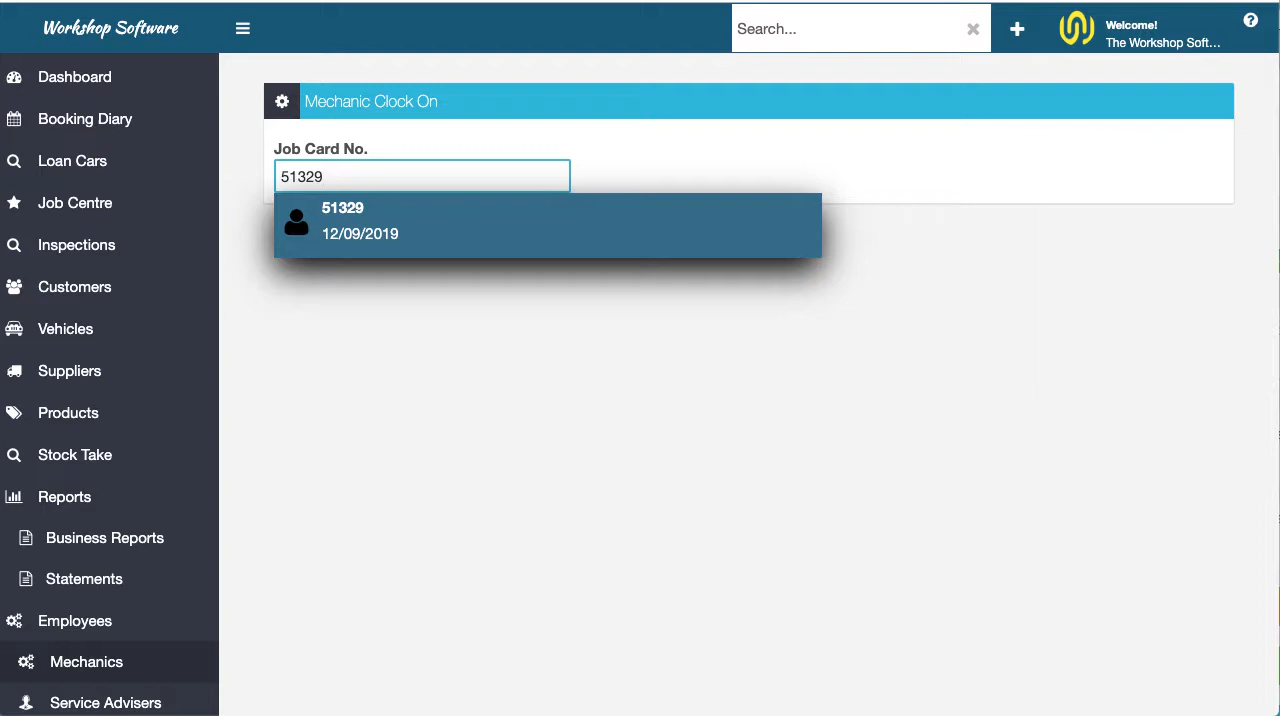 Workshop Software
Search...
Welcome!
The Workshop Soft...
Dashboard
Booking Diary
Loan Cars
Job Centre
Inspections
Customers
Vehicles
Suppliers
Products
Stock Take
Reports
Business Reports
Statements
Employees
Mechanics
Service Advisers
Mechanic Clock On
Job Card No.
51329
51329
12/09/2019